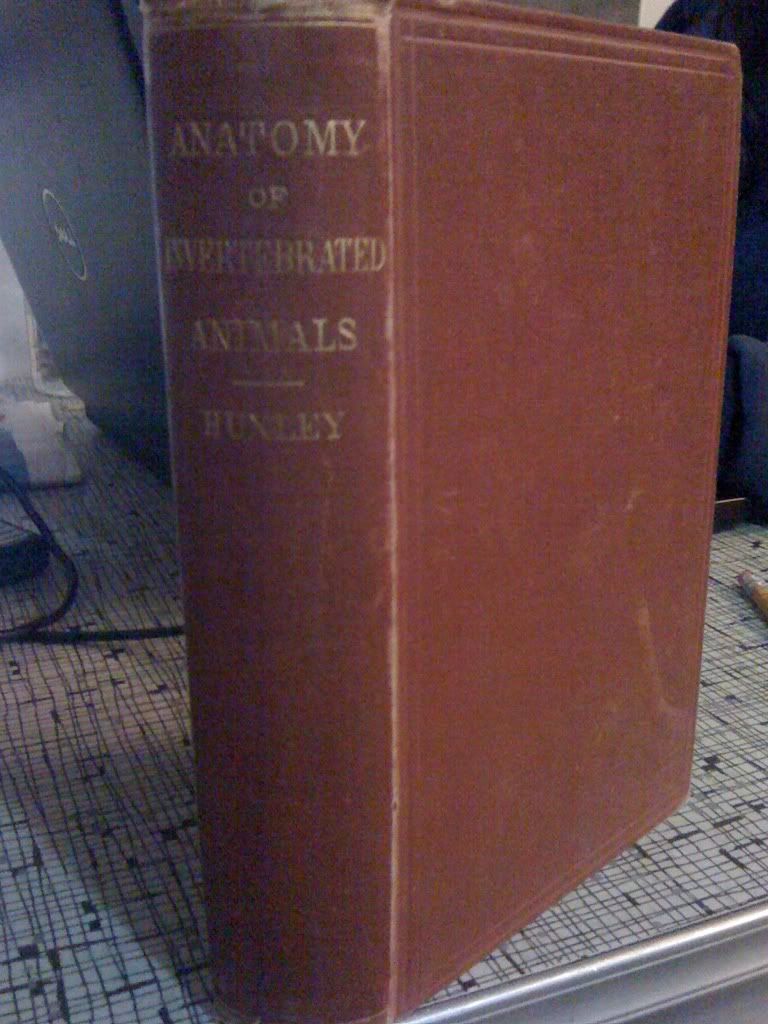 ANATOMY
OF
INVERTEBRATED
ANIMALS
HUXLEY